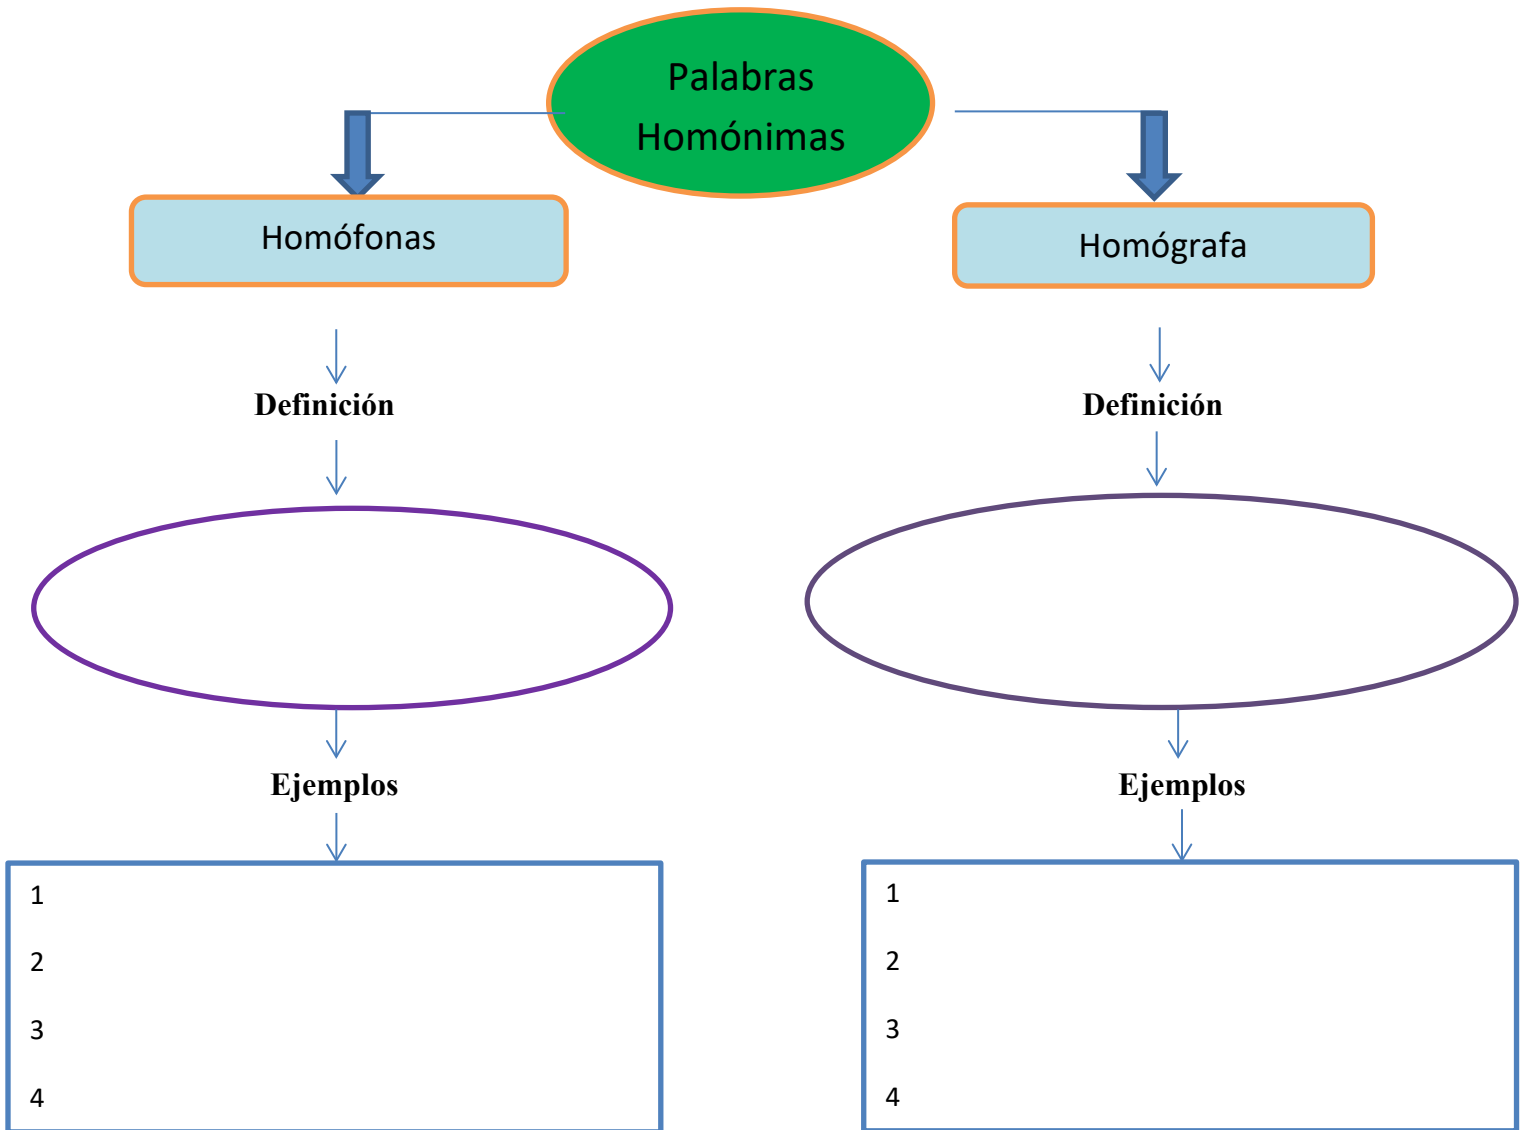 Palabras
Homónimas
Homófonas
Homógrafa
Definición
Definición
Ejemplos
Ejemplos
1
2
3
4
1
2
3
4